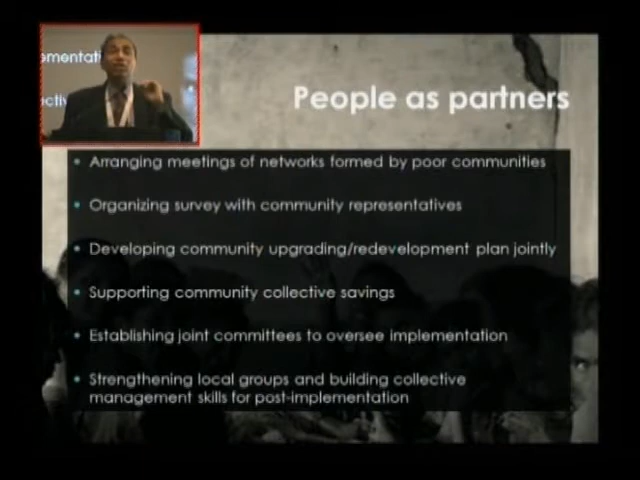 ementati
ectiv
People as partners
• Arranging meetings of networks formed by poor communities
• Organizing survey with community representatives
• Developing community upgrading/redevelopment plan jointly
• Supporting community collective savings
• Establishing joint committees to oversee implementation
• Strengthening local groups and building collective
management skills for post-implementation